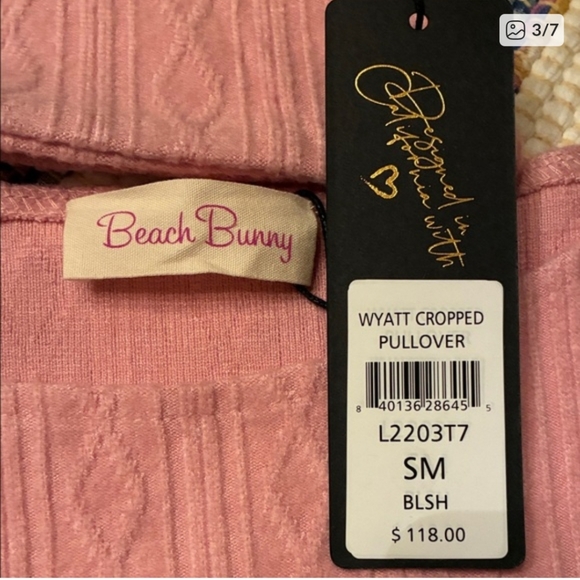 3/7
Designed in
California with
Beach Bunny
WYATT CROPPED
PULLOVER
8 40136 28645 5
L2203T7
SM
BLSH
$ 118.00